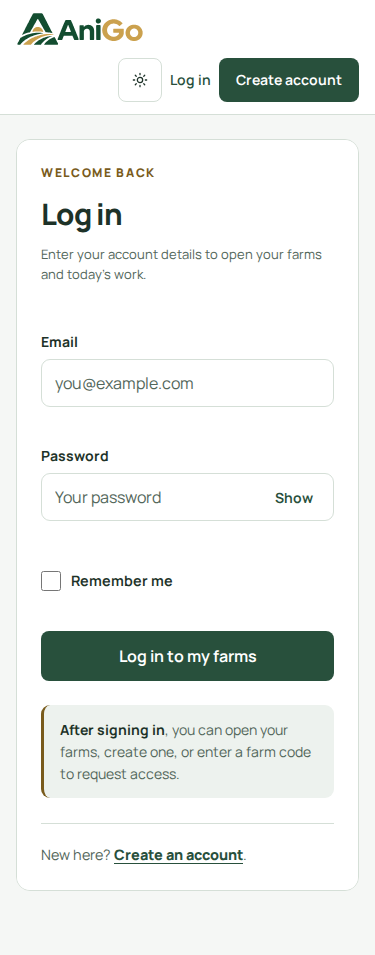 AniGo
Log in
Create account
WELCOME BACK
Log in
Enter your account details to open your farms
and today's work.
Email
you@example.com
Password
Your password
Show
Remember me
Log in to my farms
After signing in, you can open your
farms, create one, or enter a farm code
to request access.
New here? Create an account.